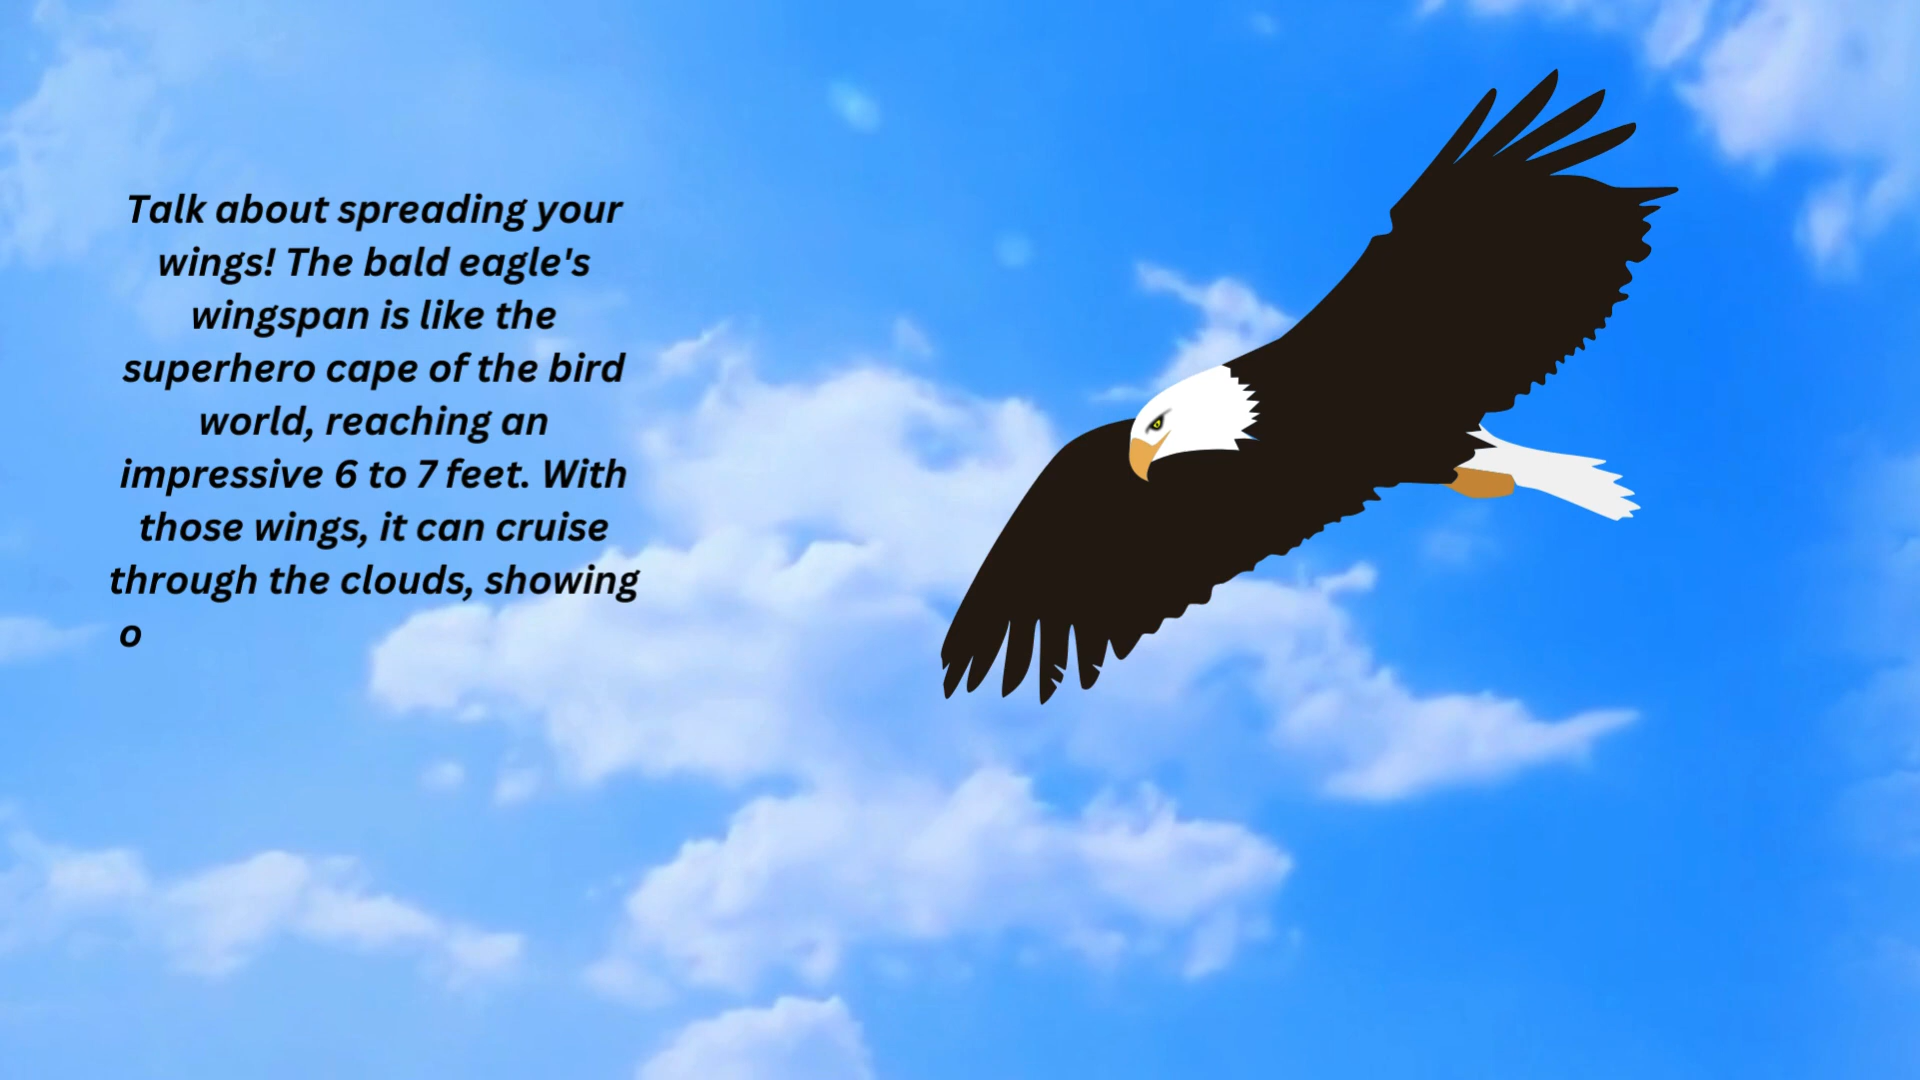 Talk about spreading your
wings! The bald eagle's
wingspan is like the
superhero cape of the bird
world, reaching an
impressive 6 to 7 feet. With
those wings, it can cruise
through the clouds, showing
o